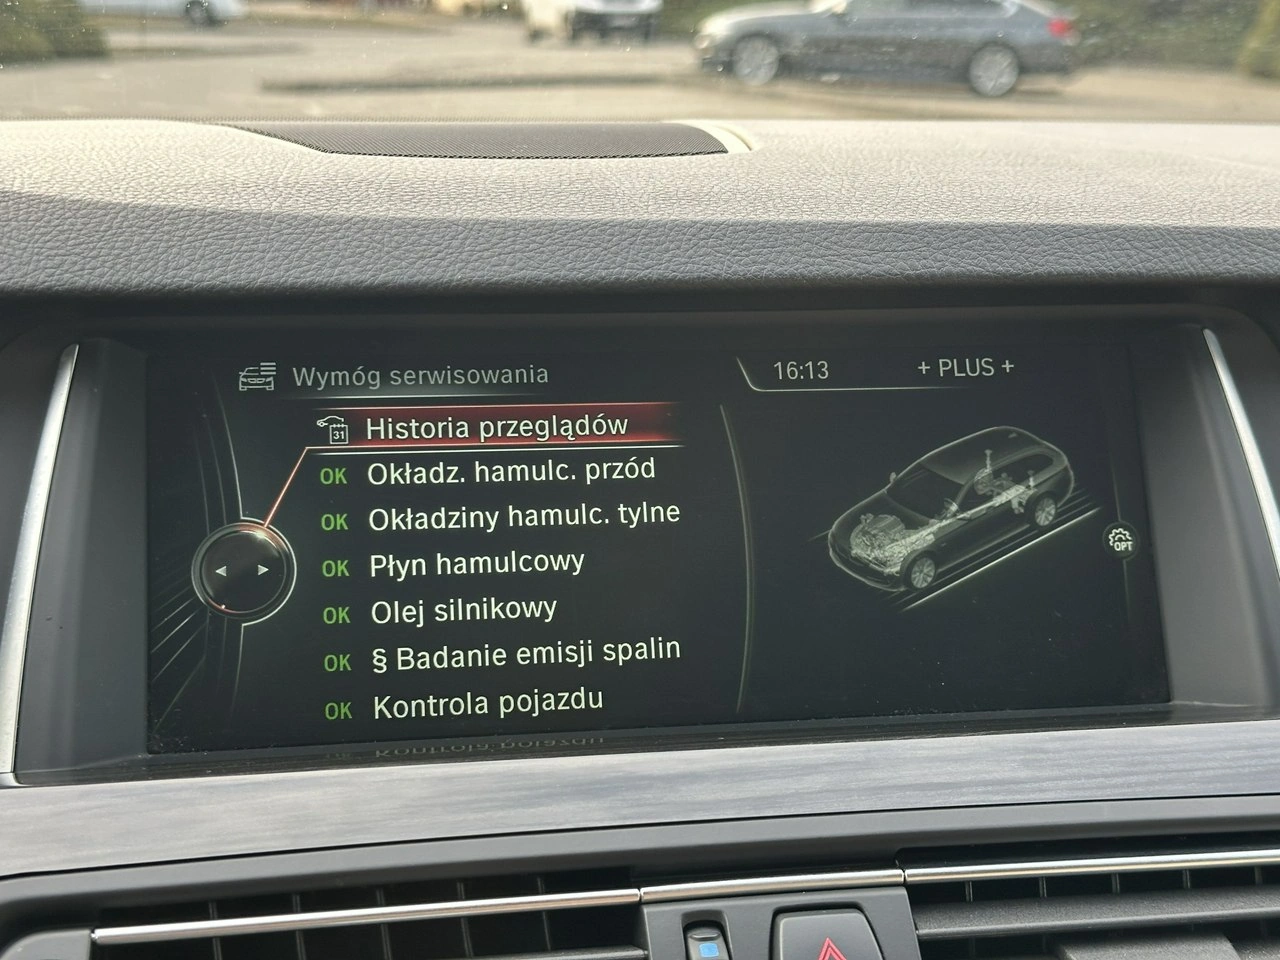 Wymóg serwisowania
16:13
+ PLUS +
31 Historia przeglądów
OK Okładz. hamulc. przód
OK Okładziny hamulc. tylne
OK Płyn hamulcowy
OK Olej silnikowy
OK § Badanie emisji spalin
OK Kontrola pojazdu
OPT